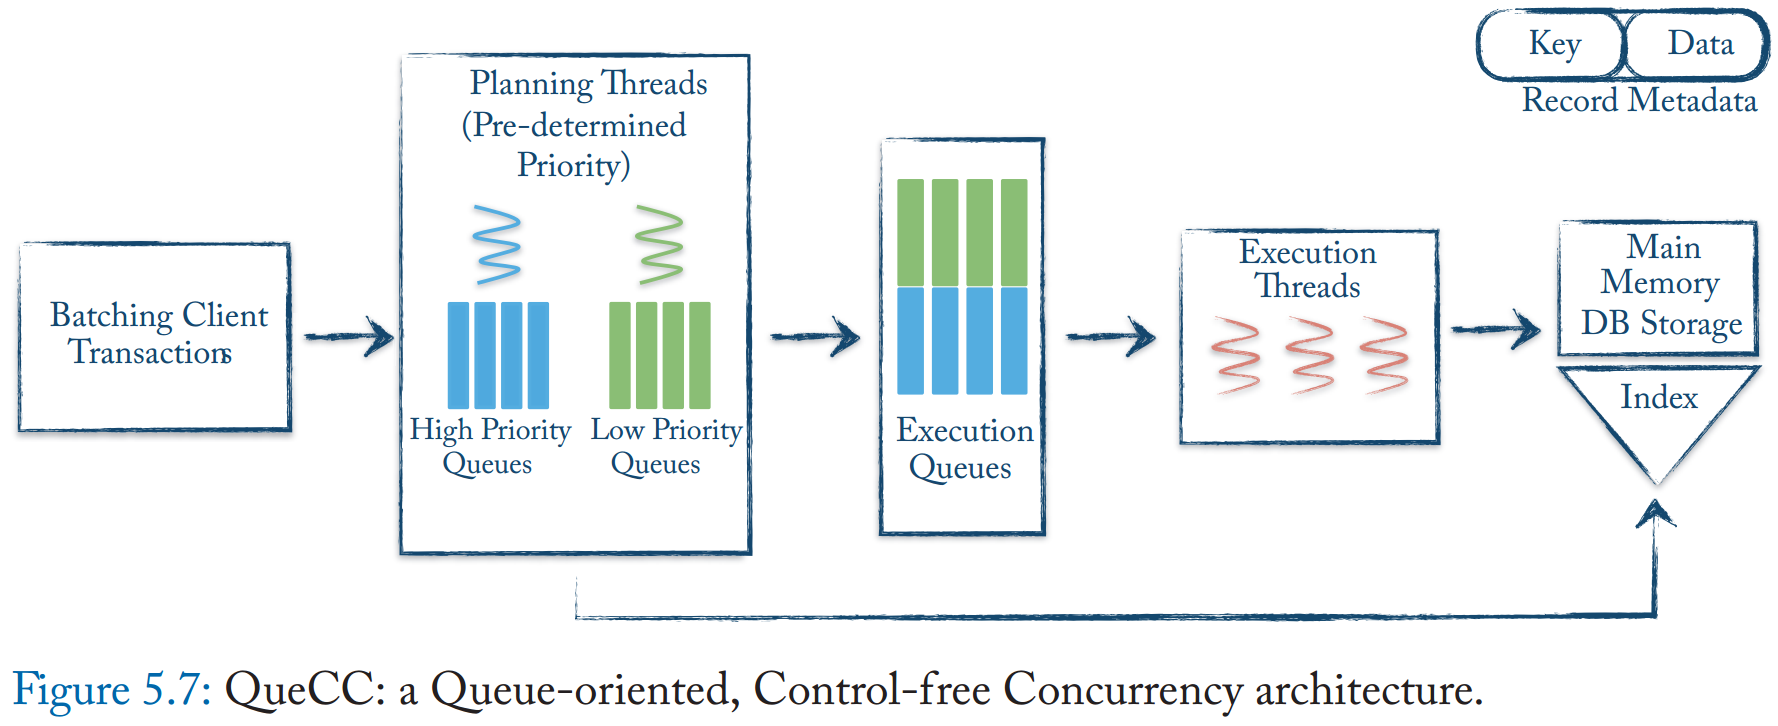 Key
Data
Record Metadata
Planning Threads
(Pre-determined
Priority)
High Priority
Queues
Low Priority
Queues
Batching Client
Transactions
Execution
Queues
Execution
Threads
Main
Memory
DB Storage
Index
Figure 5.7: QueCC: a Queue-oriented, Control-free Concurrency architecture.